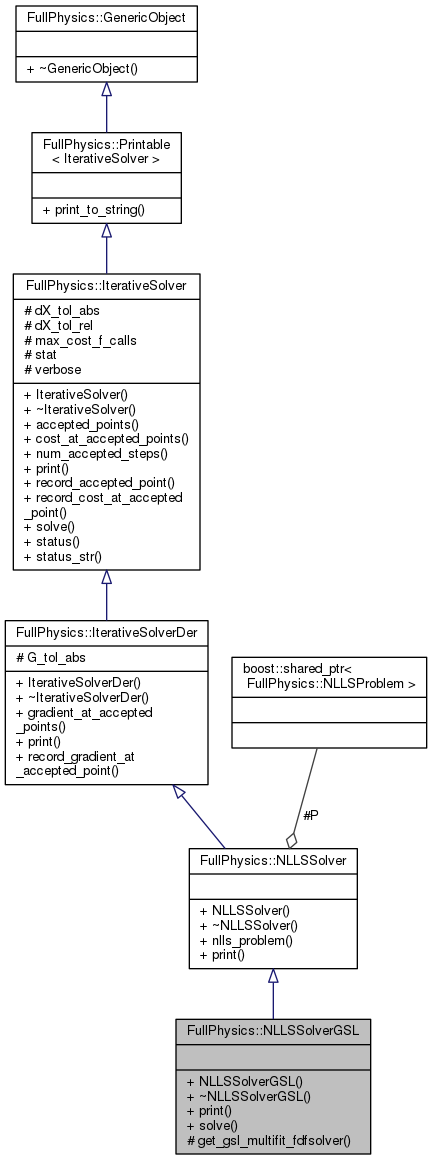 FullPhysics::GenericObject
+ ~GenericObject()
FullPhysics::Printable
< IterativeSolver >
+ print_to_string()
FullPhysics::IterativeSolver
# dX_tol_abs
# dX_tol_rel
# max_cost_f_calls
# stat
# verbose
+ IterativeSolver()
+ ~IterativeSolver()
+ accepted_points()
+ cost_at_accepted_points()
+ num_accepted_steps()
+ print()
+ record_accepted_point()
+ record_cost_at_accepted
_point()
+ solve()
+ status()
+ status_str()
FullPhysics::IterativeSolverDer
# G_tol_abs
+ IterativeSolverDer()
+ ~IterativeSolverDer()
+ gradient_at_accepted
_points()
+ print()
+ record_gradient_at
_accepted_point()
boost::shared_ptr<
FullPhysics::NLLSProblem >
#P
FullPhysics::NLLSSolver
+ NLLSSolver()
+ ~NLLSSolver()
+ nlls_problem()
+ print()
FullPhysics::NLLSSolverGSL
+ NLLSSolverGSL()
+ ~NLLSSolverGSL()
+ print()
+ solve()
# get_gsl_multifit_fdfsolver()